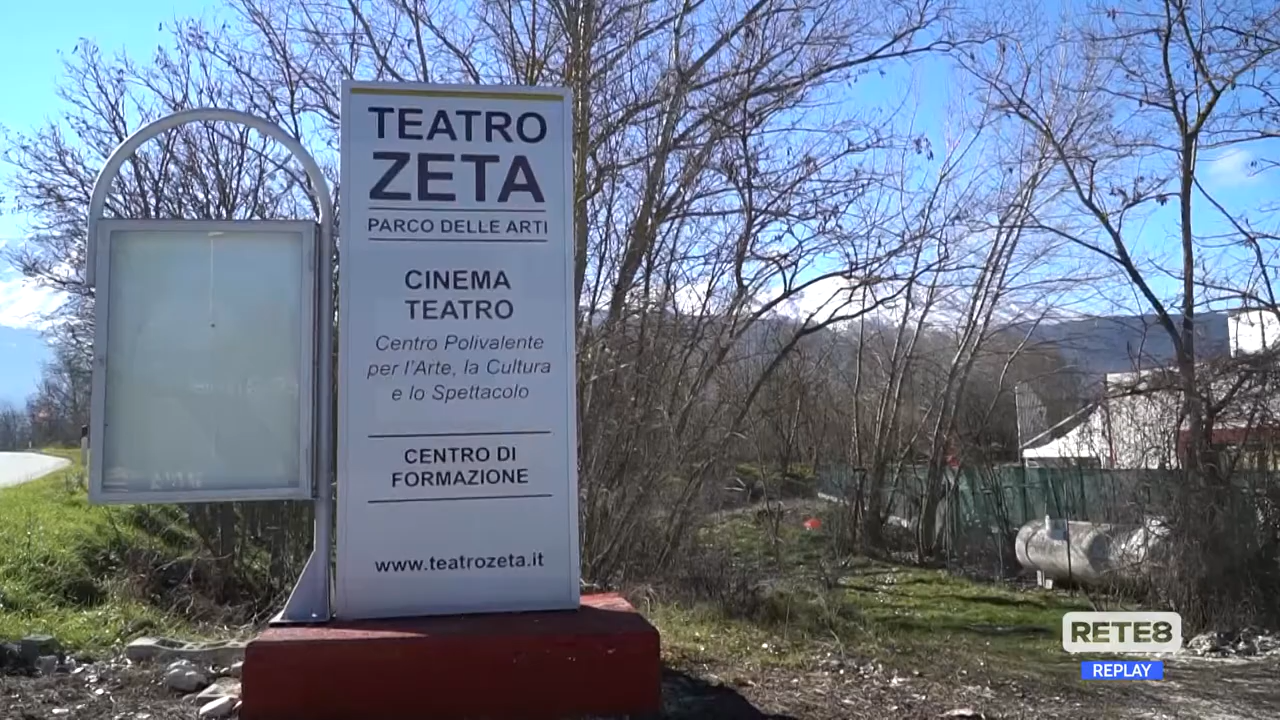 TEATRO
ZETA
PARCO DELLE ARTI
CINEMA
TEATRO
Centro Polivalente
per l'Arte, la Cultura
e lo Spettacolo
CENTRO DI
FORMAZIONE
www.teatrozeta.it
RETE8
REPLAY